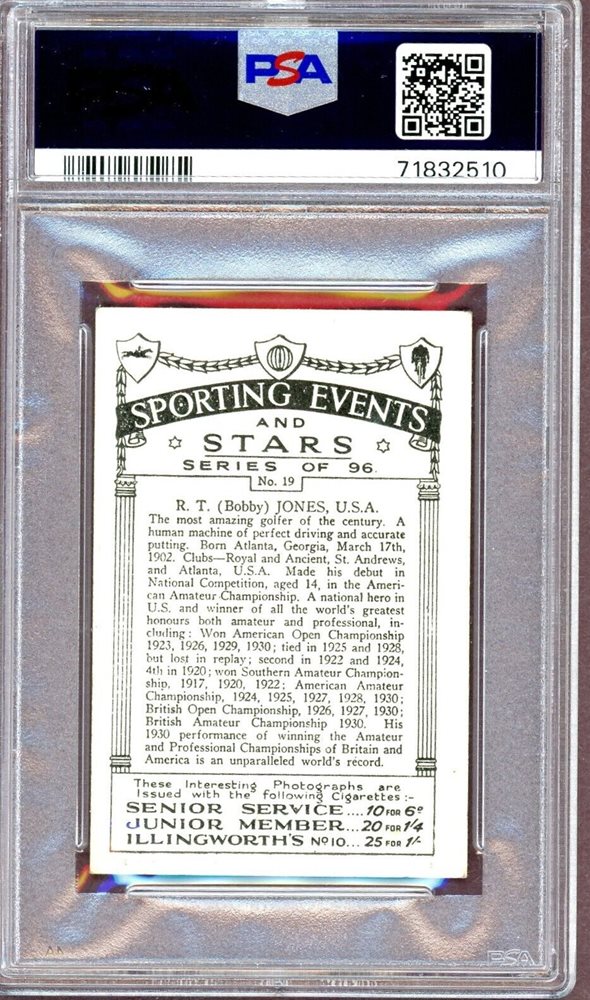 PSA
71832510
SPORTING EVENTS
AND
STARS
SERIES OF 96.
No. 19
R. T. (Bobby) JONES, U.S.A.
The most amazing golfer of the century. A
human machine of perfect driving and accurate
putting. Born Atlanta, Georgia, March 17th,
1902. Clubs—Royal and Ancient, St. Andrews,
and Atlanta, U.S.A. Made his debut in
National Competition, aged 14, in the Ameri-
can Amateur Championship. A national hero in
U.S. and winner of all the world's greatest
honours both amateur and professional, in-
cluding: Won American Open Championship
1923, 1926, 1929, 1930; tied in 1925 and 1928,
but lost in replay; second in 1922 and 1924,
4th in 1920; won Southern Amateur Champion-
ship, 1917, 1920, 1922; American Amateur
Championship, 1924, 1925, 1927, 1928, 1930;
British Open Championship, 1926, 1927, 1930;
British Amateur Championship 1930. His
1930 performance of winning the Amateur
and Professional Championships of Britain and
America is an unparalleled world's record.
These Interesting Photographs are
Issued with the following Cigarettes:-
SENIOR SERVICE....10 FOR 6D
JUNIOR MEMBER...20 FOR 1/4
ILLINGWORTH'S No 10... 25 FOR 1/-
PSA